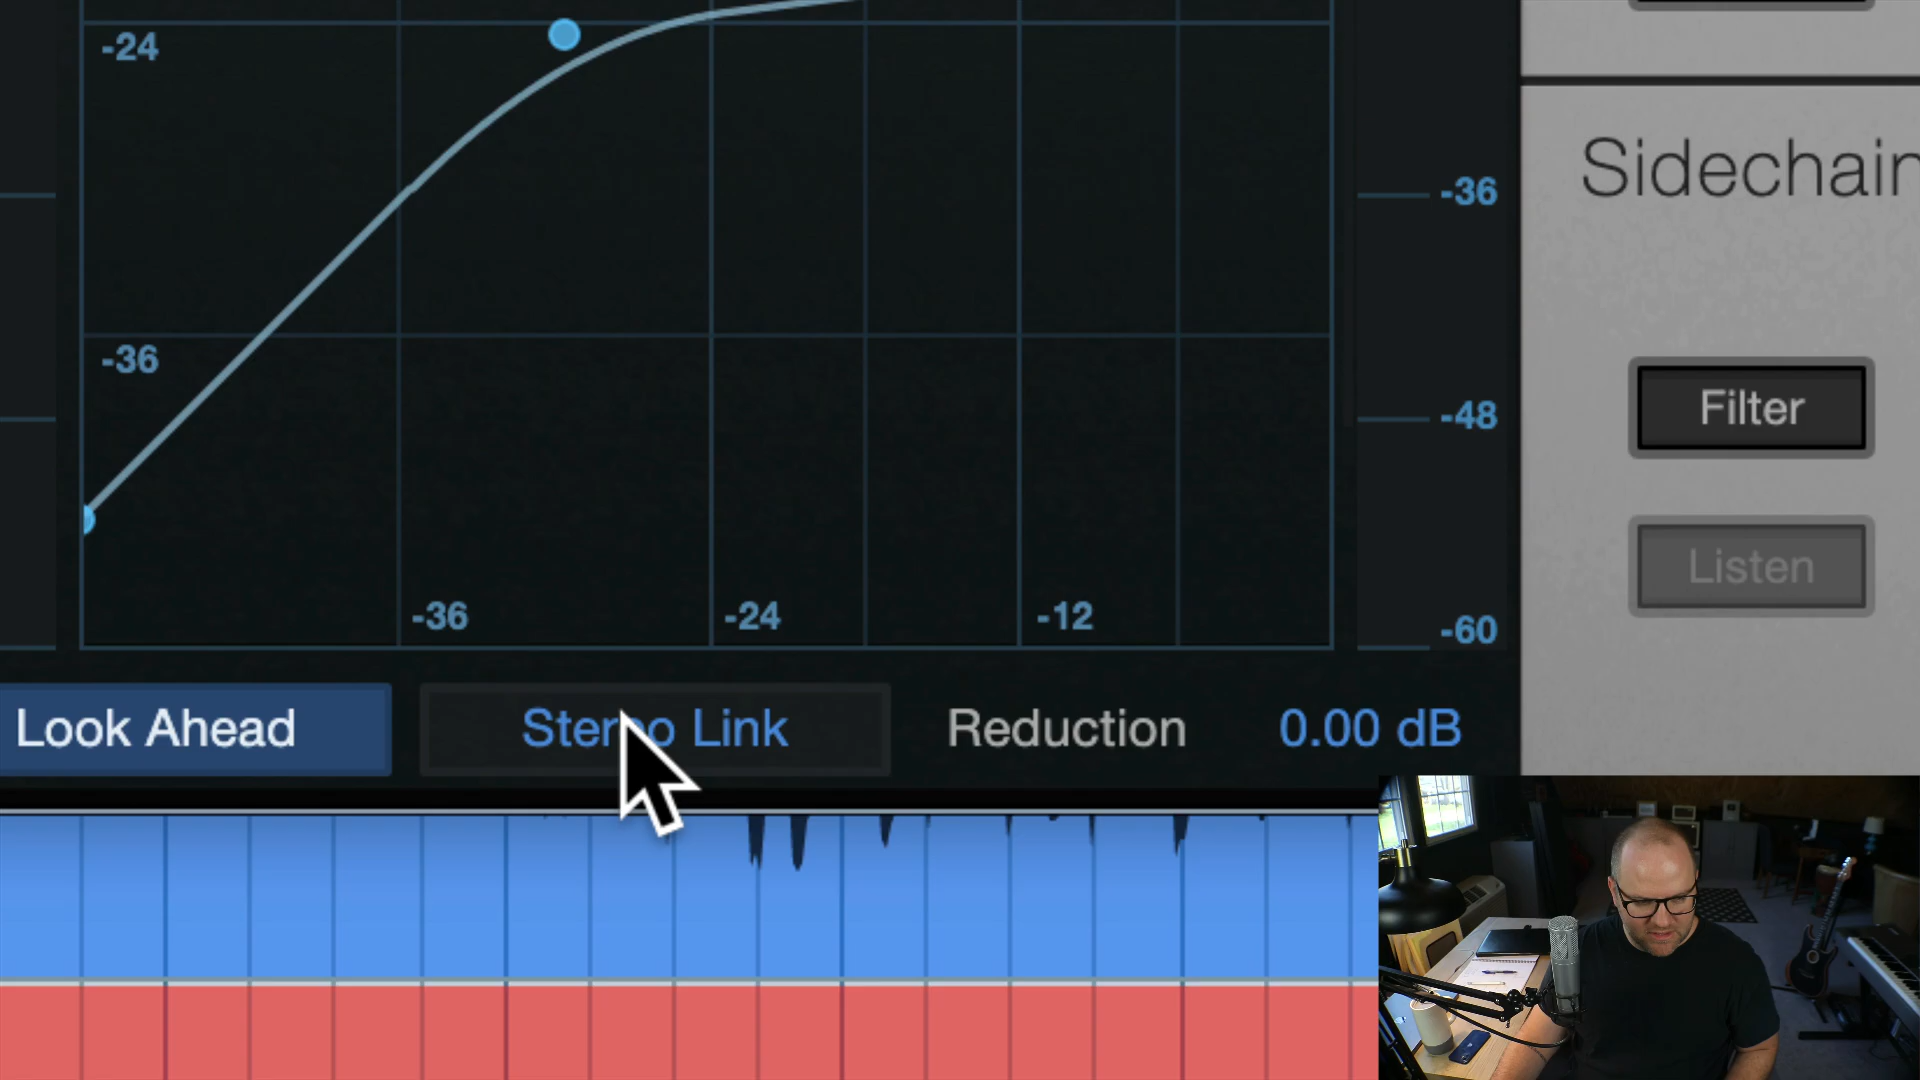 -24
-36
Sidechain
-36
-48
Filter
Listen
-36
-24
-12
-60
Look Ahead
Stereo Link
Reduction
0.00 dB